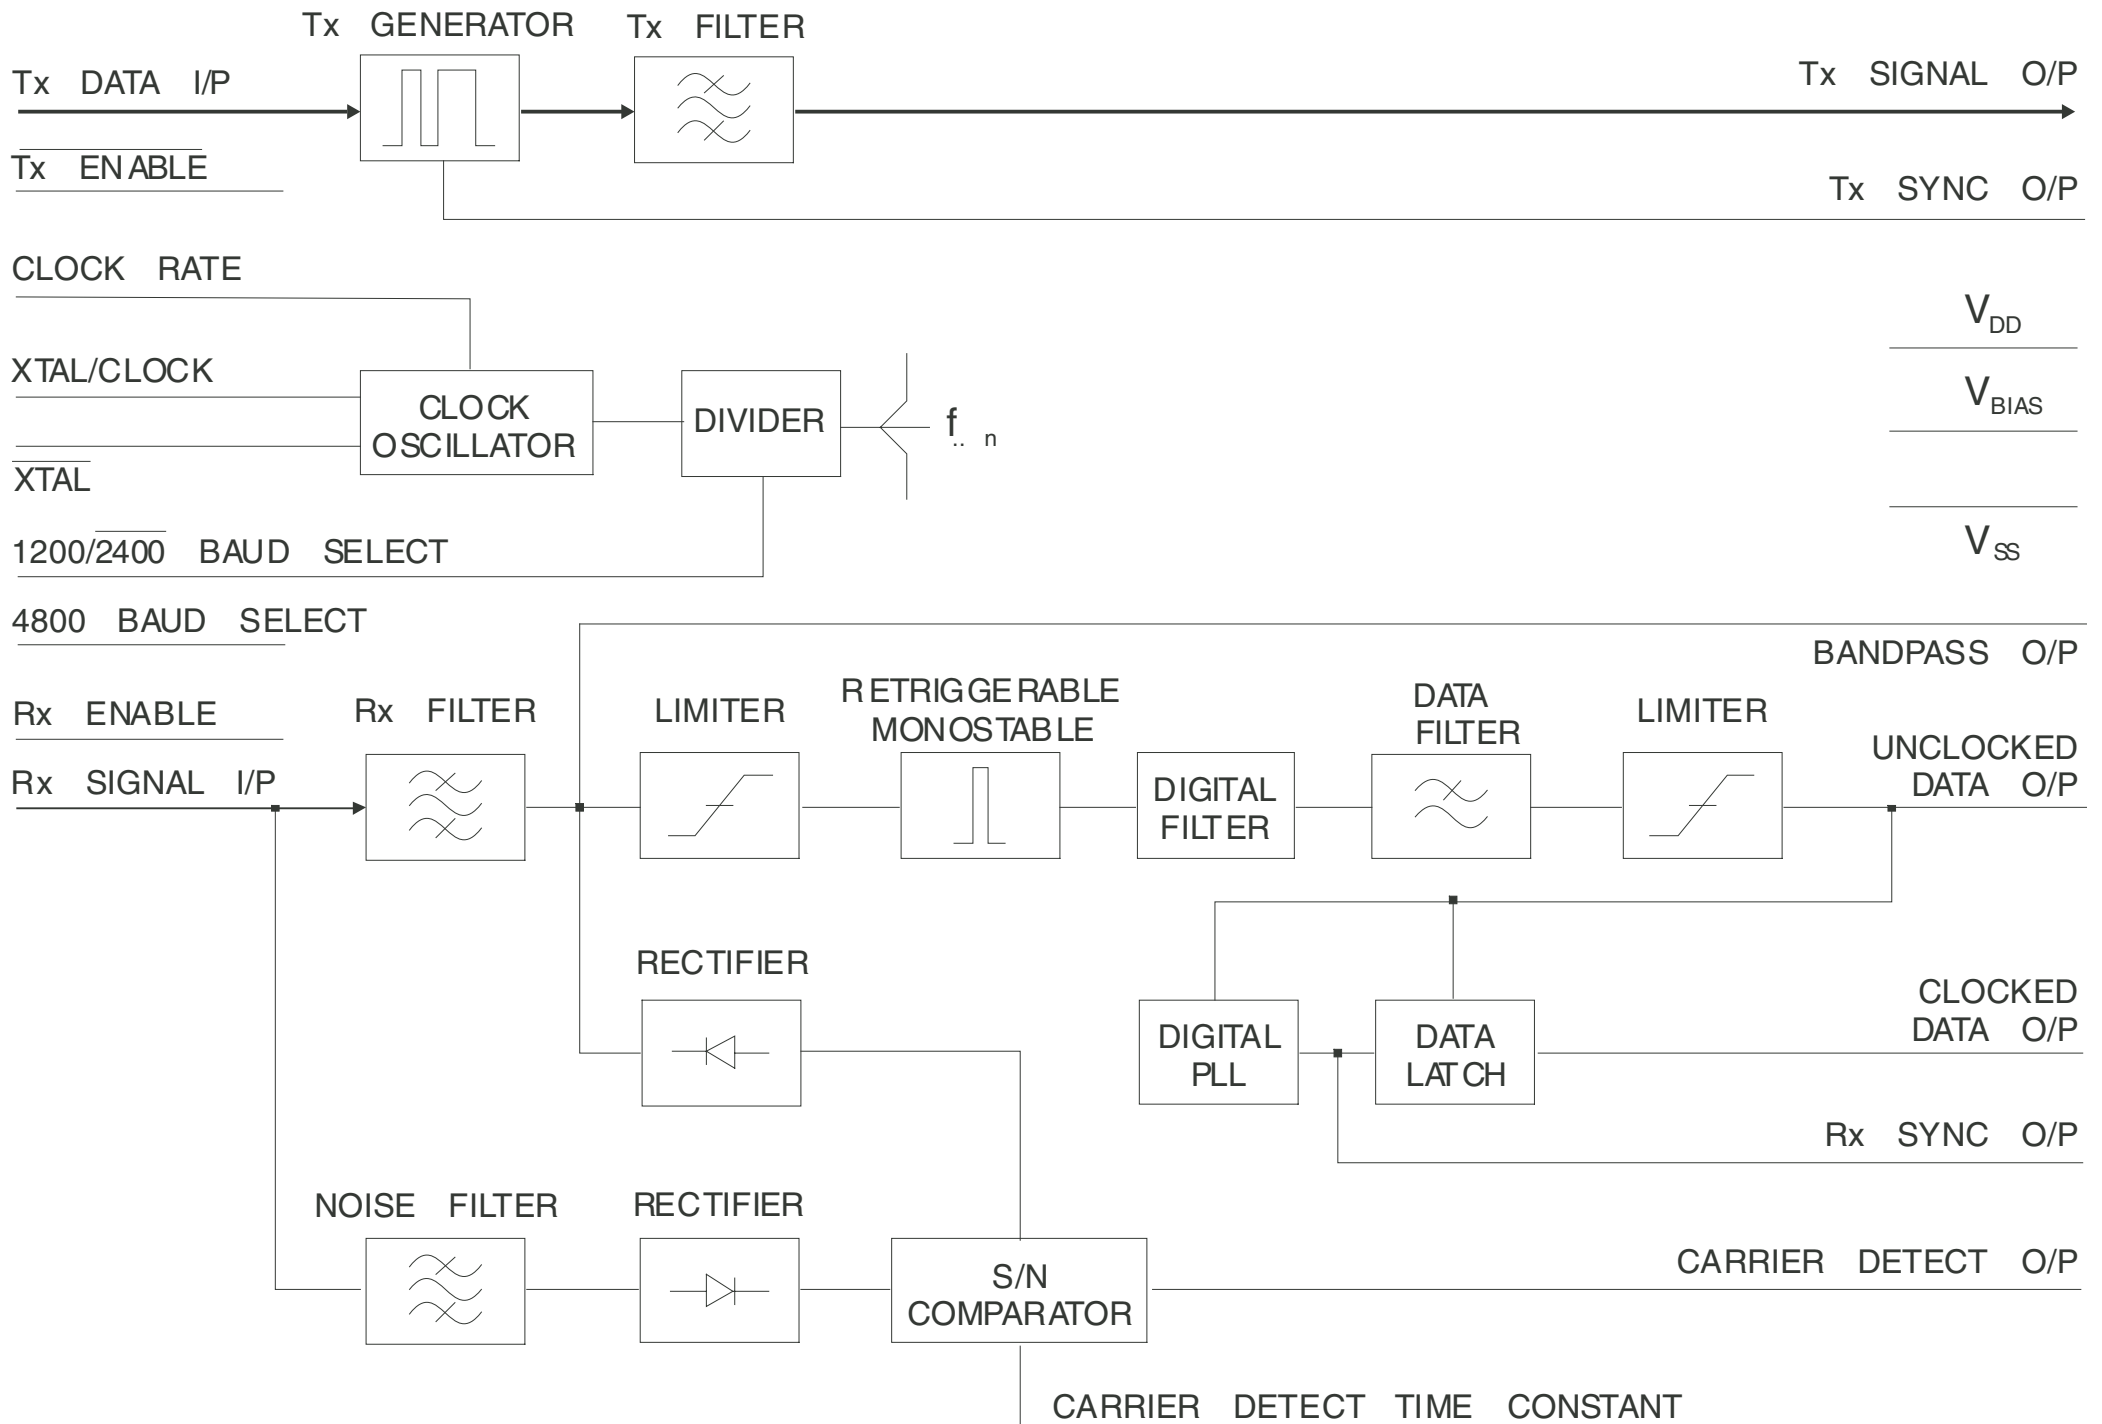 Tx GENERATOR
Tx FILTER
Tx DATA I/P
Tx SIGNAL O/P
Tx ENABLE
Tx SYNC O/P
CLOCK RATE
VDD
XTAL/CLOCK
CLOCK
OSCILLATOR
DIVIDER
f.. n
VBIAS
XTAL
1200/2400 BAUD SELECT
VSS
4800 BAUD SELECT
BANDPASS O/P
Rx ENABLE
Rx FILTER
LIMITER
RETRIGGERABLE
MONOSTABLE
DATA
FILTER
LIMITER
UNCLOCKED
DATA O/P
Rx SIGNAL I/P
DIGITAL
FILTER
RECTIFIER
DIGITAL
PLL
DATA
LATCH
CLOCKED
DATA O/P
Rx SYNC O/P
NOISE FILTER
RECTIFIER
S/N
COMPARATOR
CARRIER DETECT O/P
CARRIER DETECT TIME CONSTANT